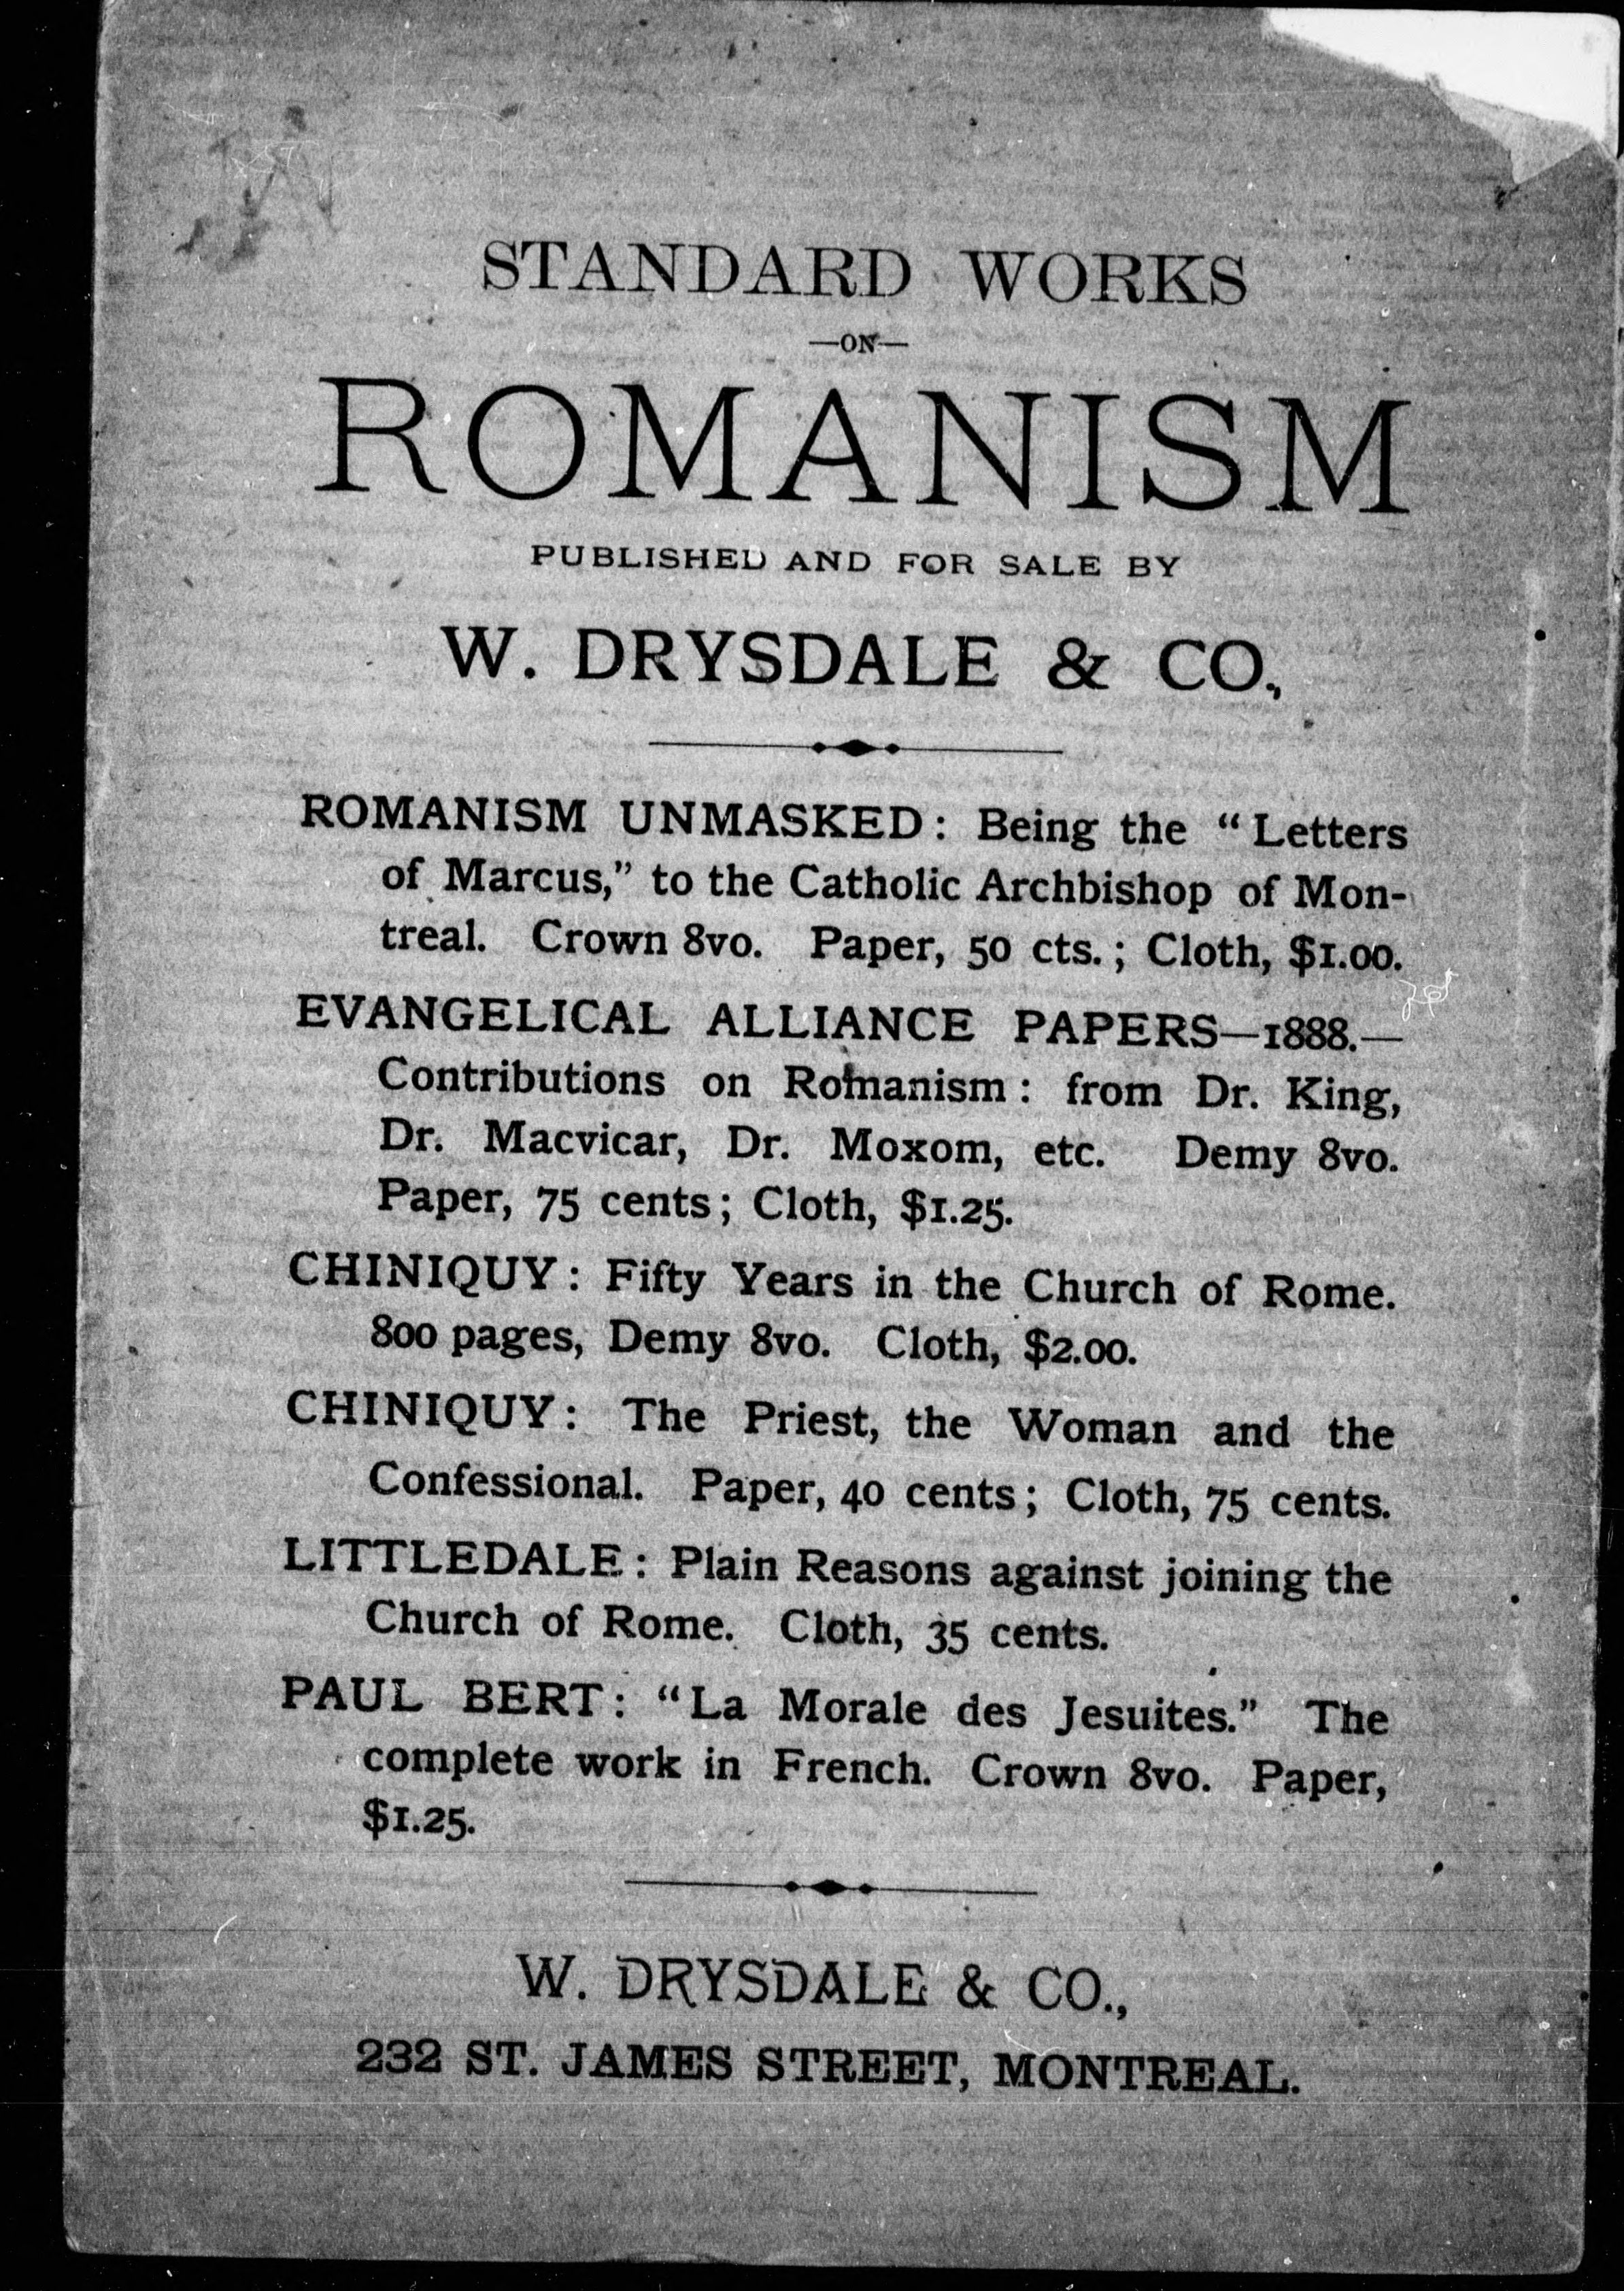 STANDARD WORKS
—ON—
ROMANISM
PUBLISHED AND FOR SALE BY
W. DRYSDALE & CO.,
ROMANISM UNMASKED: Being the “Letters
of Marcus,” to the Catholic Archbishop of Mon-
treal. Crown 8vo. Paper, 50 cts.; Cloth, $1.00.
EVANGELICAL ALLIANCE PAPERS—1888.—
Contributions on Romanism: from Dr. King,
Dr. Macvicar, Dr. Moxom, etc. Demy 8vo.
Paper, 75 cents; Cloth, $1.25.
CHINIQUY: Fifty Years in the Church of Rome.
800 pages, Demy 8vo. Cloth, $2.00.
CHINIQUY: The Priest, the Woman and the
Confessional. Paper, 40 cents; Cloth, 75 cents.
LITTLEDALE: Plain Reasons against joining the
Church of Rome. Cloth, 35 cents.
PAUL BERT: “La Morale des Jesuites.” The
complete work in French. Crown 8vo. Paper,
$1.25.
W. DRYSDALE & CO.,
232 ST. JAMES STREET, MONTREAL.